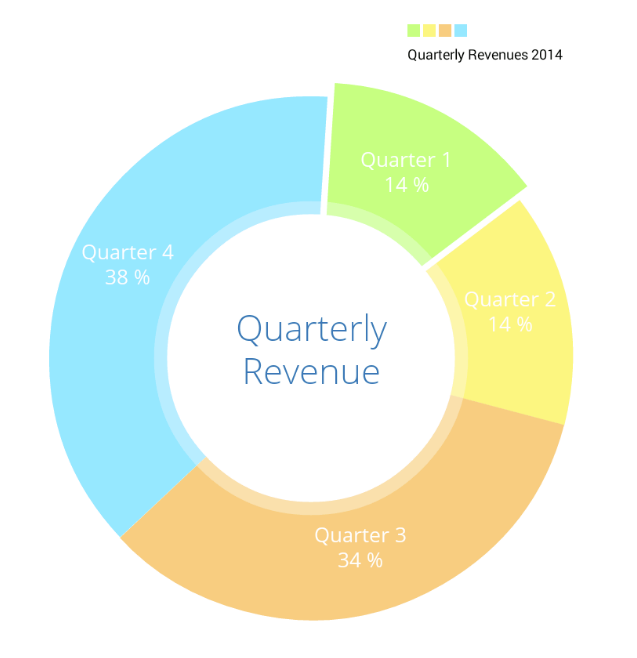 Quarterly Revenues 2014
Quarter 1
14 %
Quarter 4
38 %
Quarter 2
14 %
Quarterly
Revenue
Quarter 3
34 %